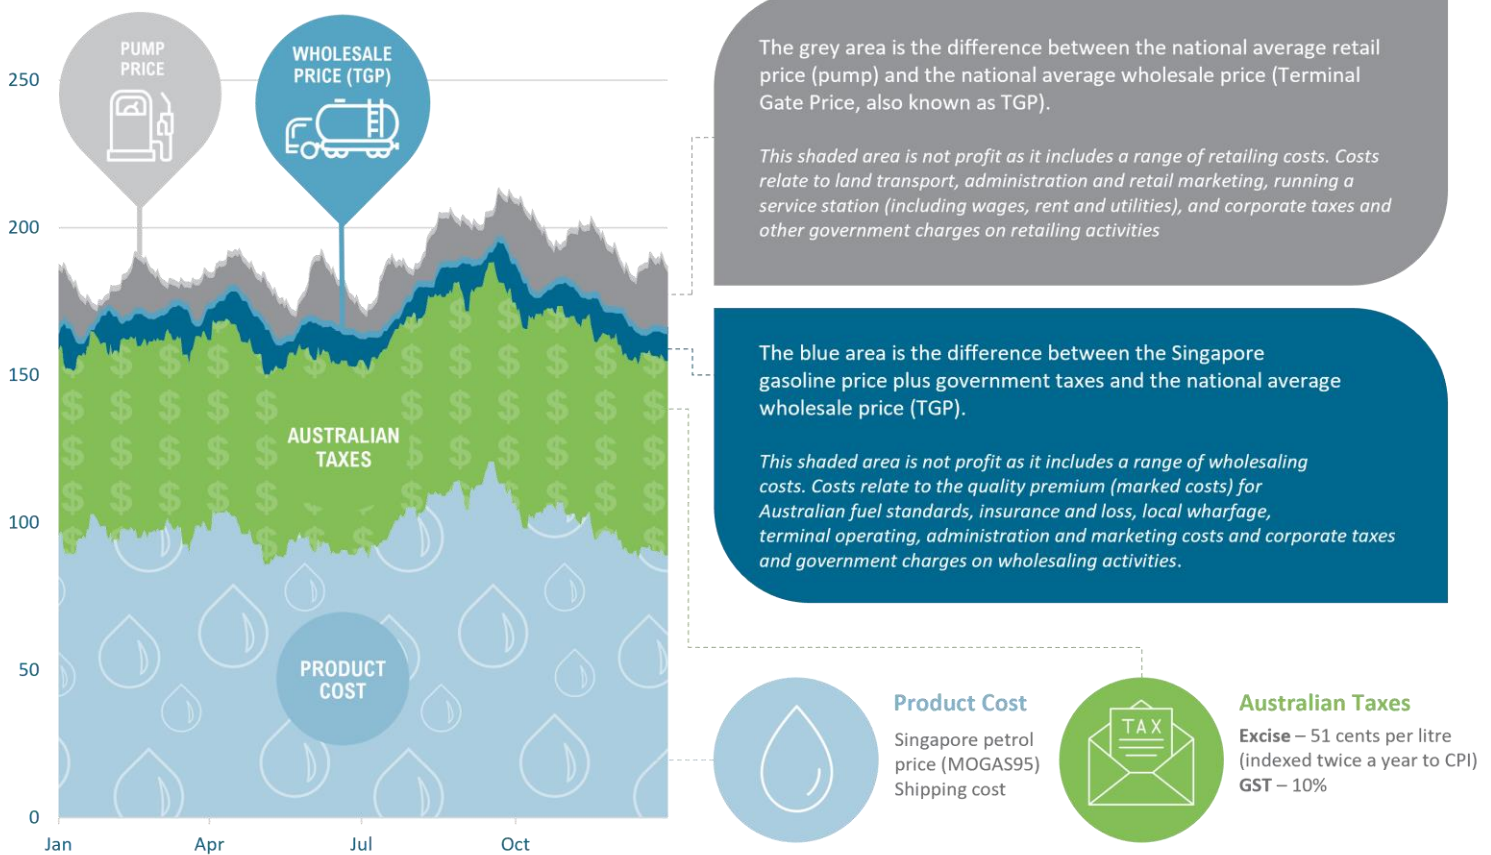 PUMP
PRICE
WHOLESALE
PRICE (TGP)
250
200
150
100
50
0
Jan
Apr
Jul
Oct
AUSTRALIAN
TAXES
PRODUCT
COST
The grey area is the difference between the national average retail
price (pump) and the national average wholesale price (Terminal
Gate Price, also known as TGP).
This shaded area is not profit as it includes a range of retailing costs. Costs
relate to land transport, administration and retail marketing, running a
service station (including wages, rent and utilities), and corporate taxes and
other government charges on retailing activities
The blue area is the difference between the Singapore
gasoline price plus government taxes and the national average
wholesale price (TGP).
This shaded area is not profit as it includes a range of wholesaling
costs. Costs relate to the quality premium (marked costs) for
Australian fuel standards, insurance and loss, local wharfage,
terminal operating, administration and marketing costs and corporate taxes
and government charges on wholesaling activities.
Product Cost
Singapore petrol
price (MOGAS95)
Shipping cost
TAX
Australian Taxes
Excise – 51 cents per litre
(indexed twice a year to CPI)
GST – 10%